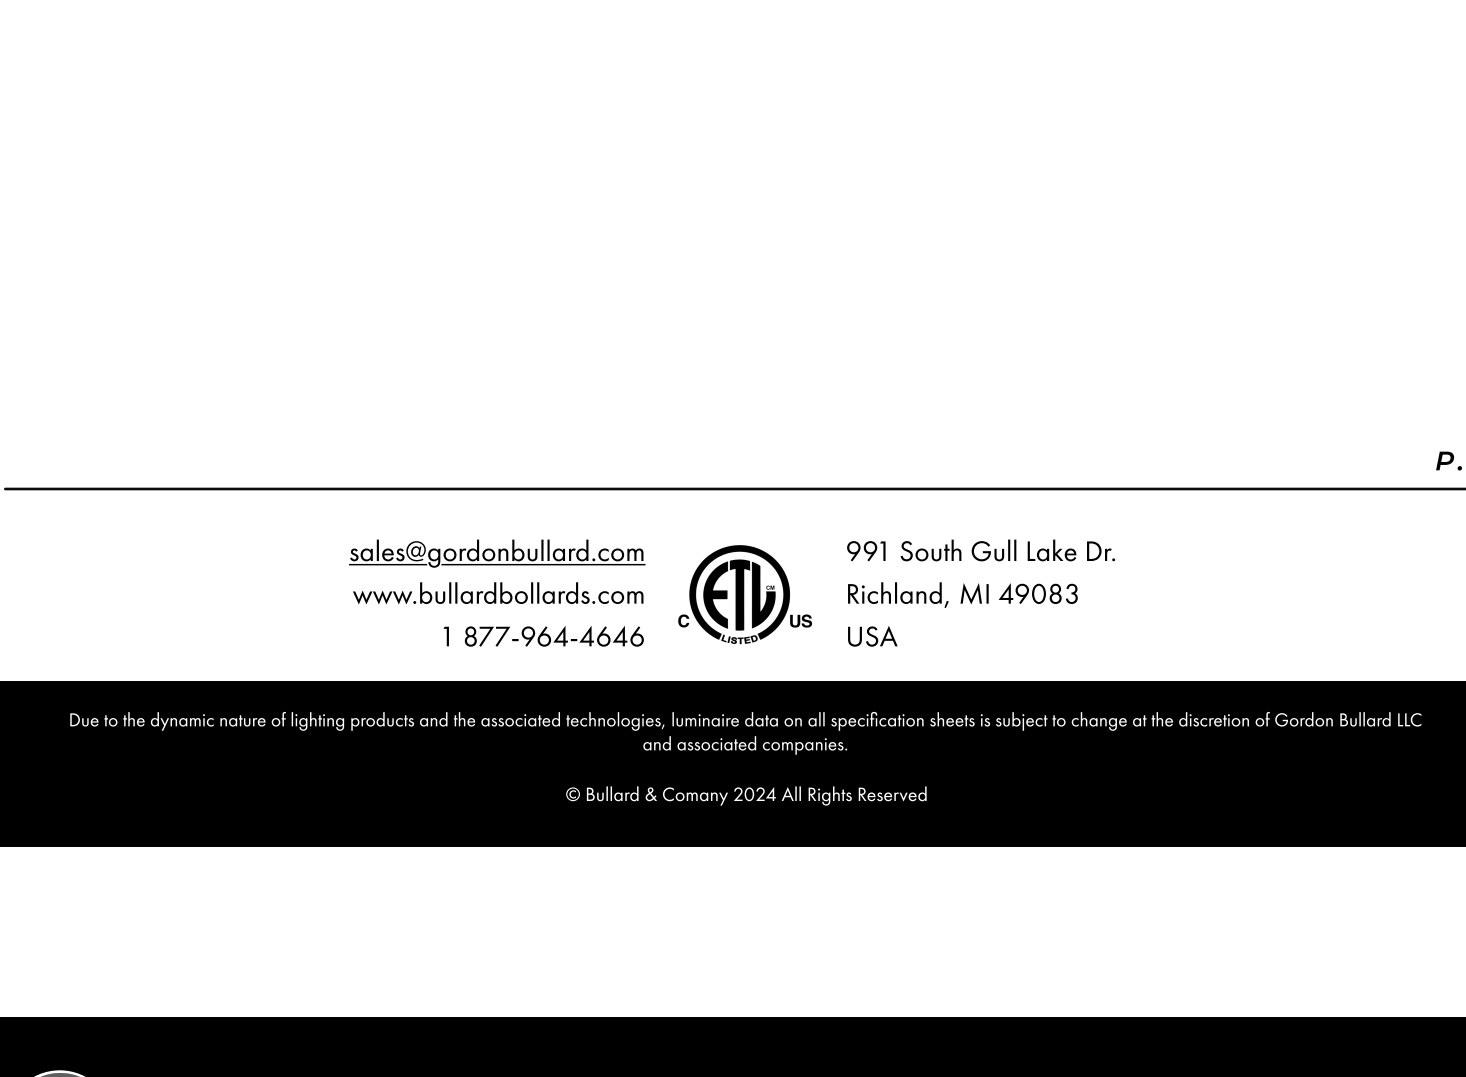 P.
sales@gordonbullard.com
www.bullardbollards.com
1 877-964-4646
C ETL CM LISTED US
991 South Gull Lake Dr.
Richland, MI 49083
USA
Due to the dynamic nature of lighting products and the associated technologies, luminaire data on all specification sheets is subject to change at the discretion of Gordon Bullard LLC
and associated companies.
© Bullard & Comany 2024 All Rights Reserved